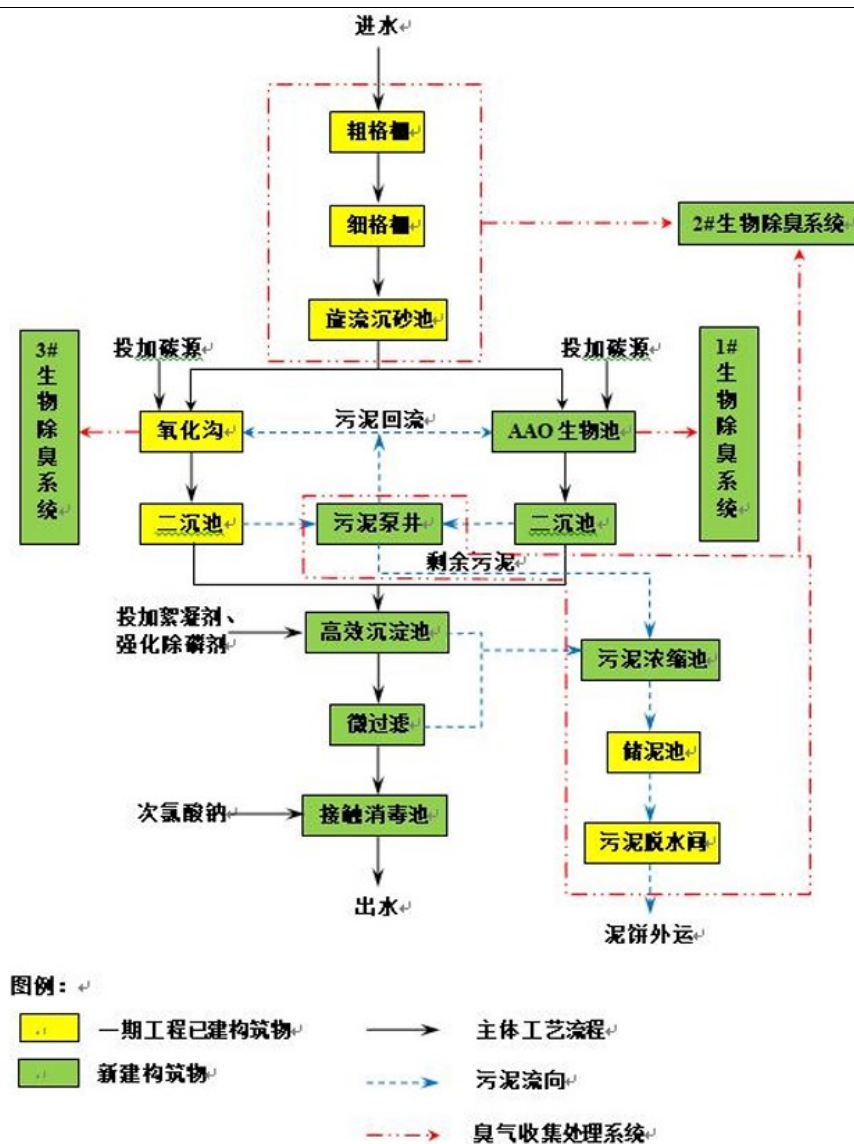 进水
粗格栅
细格栅
2#生物除臭系统
旋流沉砂池
3#
生
物
除
臭
系
统
投加碳源
投加碳源
1#
生
物
除
臭
系
统
氧化沟
污泥回流
AAO 生物池
二沉池
污泥泵井
二沉池
剩余污泥
投加絮凝剂、
强化除磷剂
高效沉淀池
污泥浓缩池
微过滤
储泥池
次氯酸钠
接触消毒池
污泥脱水间
出水
泥饼外运
图例：
一期工程已建构筑物
主体工艺流程
新建构筑物
污泥流向
臭气收集处理系统